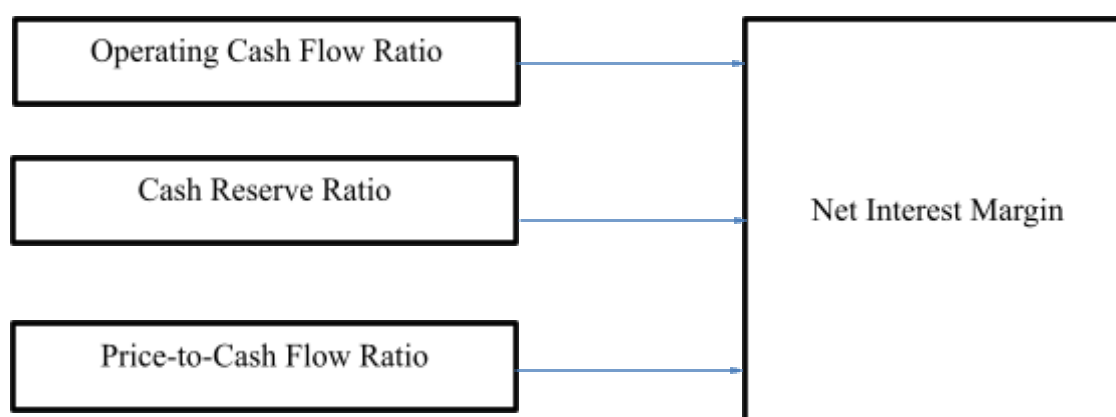 Operating Cash Flow Ratio
Cash Reserve Ratio
Net Interest Margin
Price-to-Cash Flow Ratio